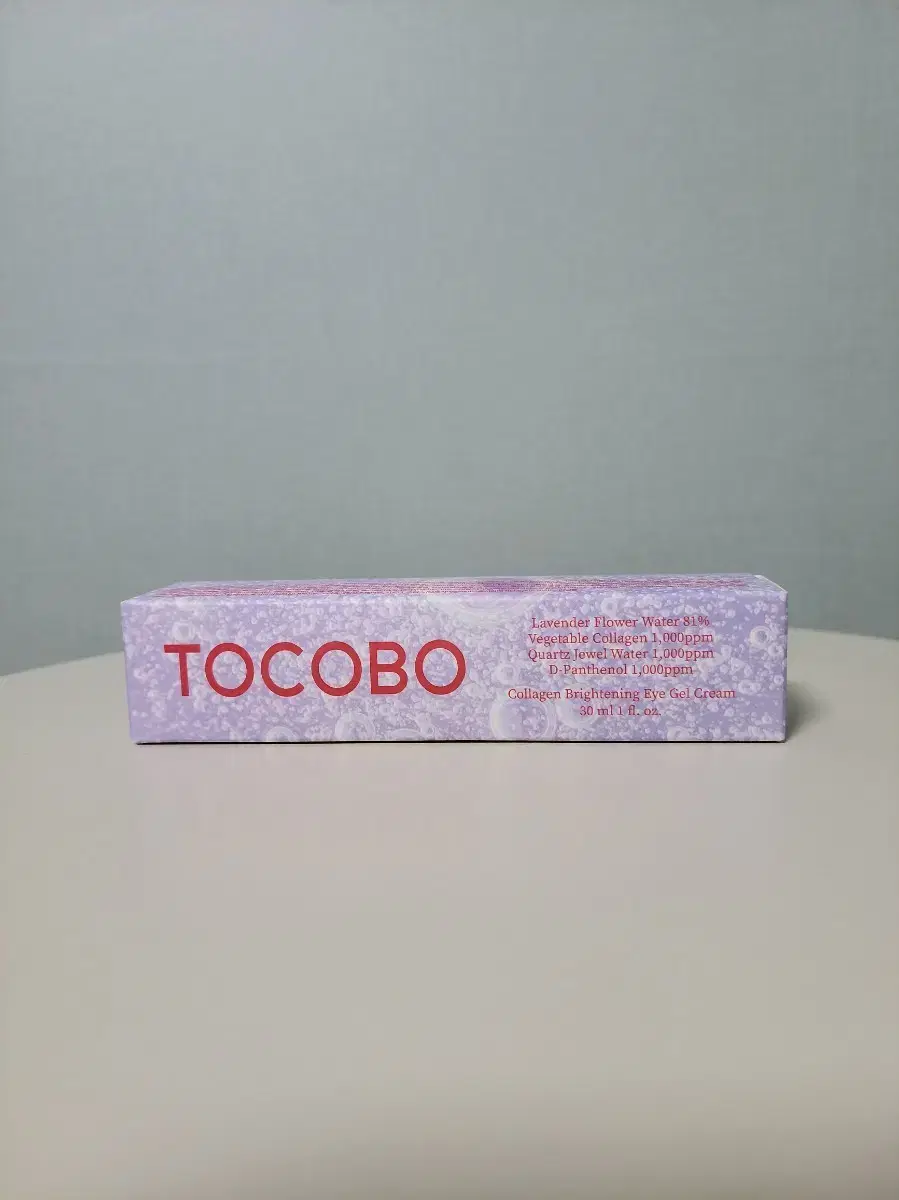 TOCOBO
Lavender Flower Water 81%
Vegetable Collagen 1,000ppm
Quartz Jewel Water 1,000ppm
D-Panthenol 1,000ppm
Collagen Brightening Eye Gel Cream
30 ml 1 fl. oz.